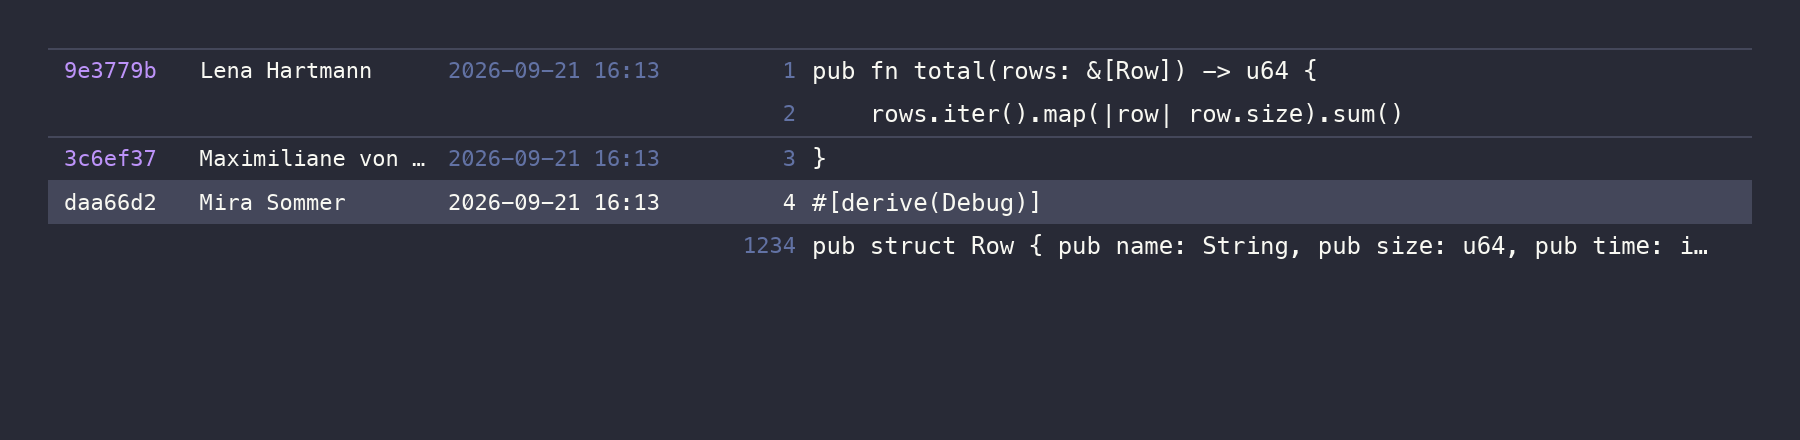 9e3779b Lena Hartmann 2026-09-21 16:13 1 pub fn total(rows: &[Row]) -> u64 {
2 rows.iter().map(|row| row.size).sum()
3c6ef37 Maximiliane von … 2026-09-21 16:13 3 }
daa66d2 Mira Sommer 2026-09-21 16:13 4 #[derive(Debug)]
1234 pub struct Row { pub name: String, pub size: u64, pub time: i…